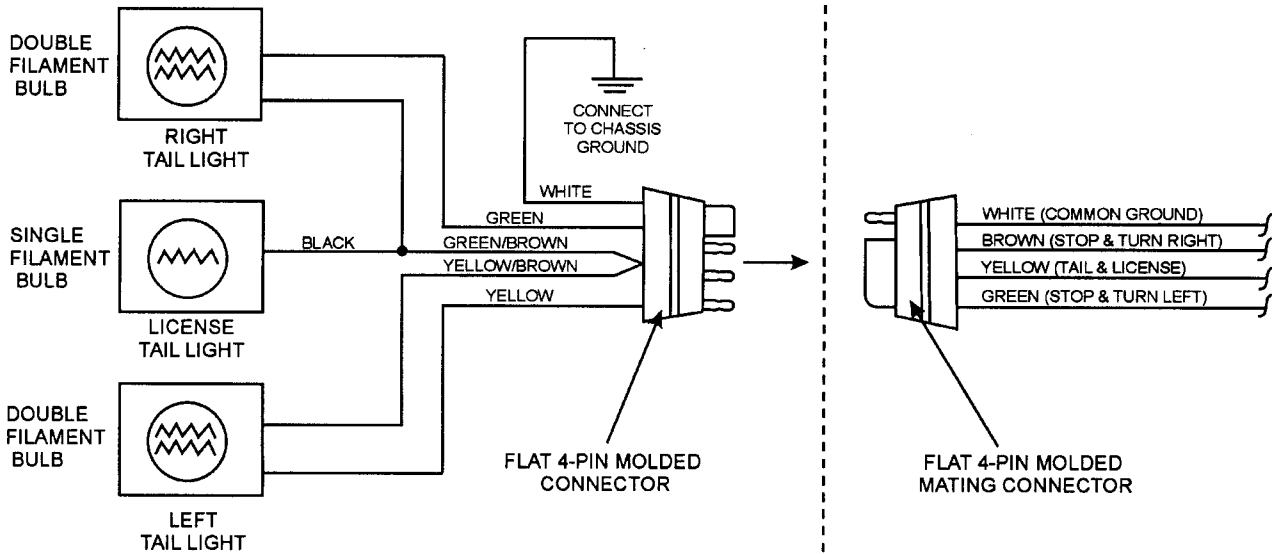 DOUBLE
FILAMENT
BULB
RIGHT
TAIL LIGHT
CONNECT
TO CHASSIS
GROUND
SINGLE
FILAMENT
BULB
LICENSE
TAIL LIGHT
BLACK
WHITE
GREEN
GREEN/BROWN
YELLOW/BROWN
YELLOW
DOUBLE
FILAMENT
BULB
LEFT
TAIL LIGHT
FLAT 4-PIN MOLDED
CONNECTOR
WHITE (COMMON GROUND)
BROWN (STOP & TURN RIGHT)
YELLOW (TAIL & LICENSE)
GREEN (STOP & TURN LEFT)
FLAT 4-PIN MOLDED
MATING CONNECTOR